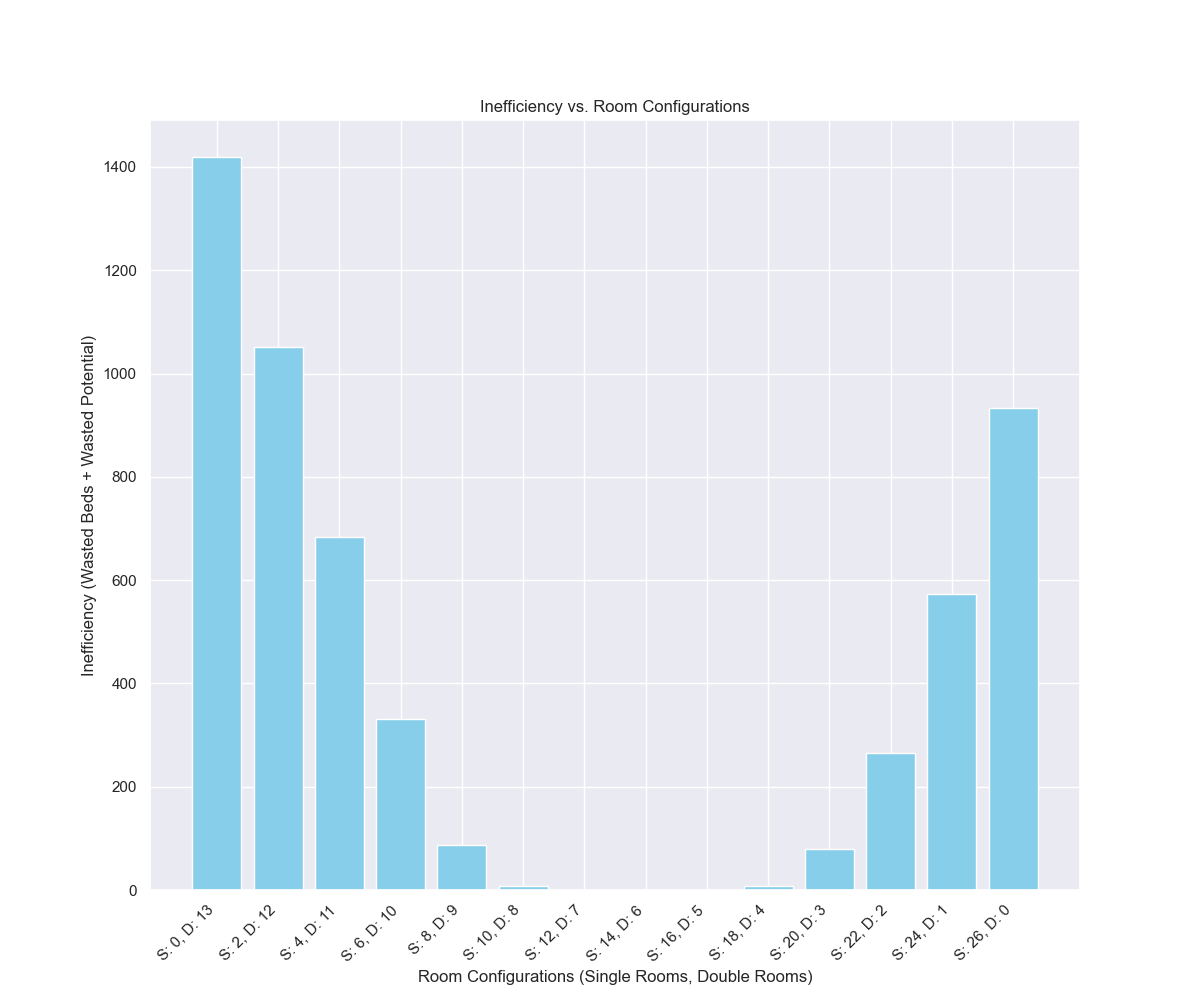 Inefficiency vs. Room Configurations
Inefficiency (Wasted Beds + Wasted Potential)
1400
1200
1000
800
600
400
200
0
S: 0, D: 13
S: 2, D: 12
S: 4, D: 11
S: 6, D: 10
S: 8, D: 9
S: 10, D: 8
S: 12, D: 7
S: 14, D: 6
S: 16, D: 5
S: 18, D: 4
S: 20, D: 3
S: 22, D: 2
S: 24, D: 1
S: 26, D: 0
Room Configurations (Single Rooms, Double Rooms)